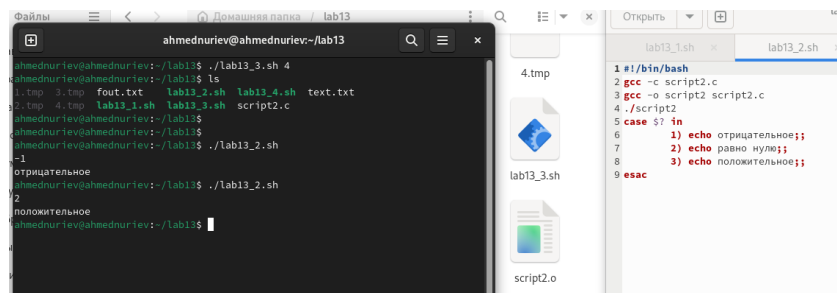 Файлы
Домашняя папка / lab13
Открыть
ahmednuriev@ahmednuriev:~/lab13
lab13_1.sh
lab13_2.sh
ahmednuriev@ahmednuriev:~/lab13$ ./lab13_3.sh 4
ahmednuriev@ahmednuriev:~/lab13$ ls
1.tmp 3.tmp fout.txt lab13_2.sh lab13_4.sh text.txt
2.tmp 4.tmp lab13_1.sh lab13_3.sh script2.c
ahmednuriev@ahmednuriev:~/lab13$
ahmednuriev@ahmednuriev:~/lab13$
ahmednuriev@ahmednuriev:~/lab13$ ./lab13_2.sh
-1
отрицательное
ahmednuriev@ahmednuriev:~/lab13$ ./lab13_2.sh
2
положительное
ahmednuriev@ahmednuriev:~/lab13$
4.tmp
lab13_3.sh
script2.o
1 #!/bin/bash
2 gcc -c script2.c
3 gcc -o script2 script2.c
4 ./script2
5 case $? in
6 1) echo отрицательное;;
7 2) echo равно нулю;;
8 3) echo положительное;;
9 esac